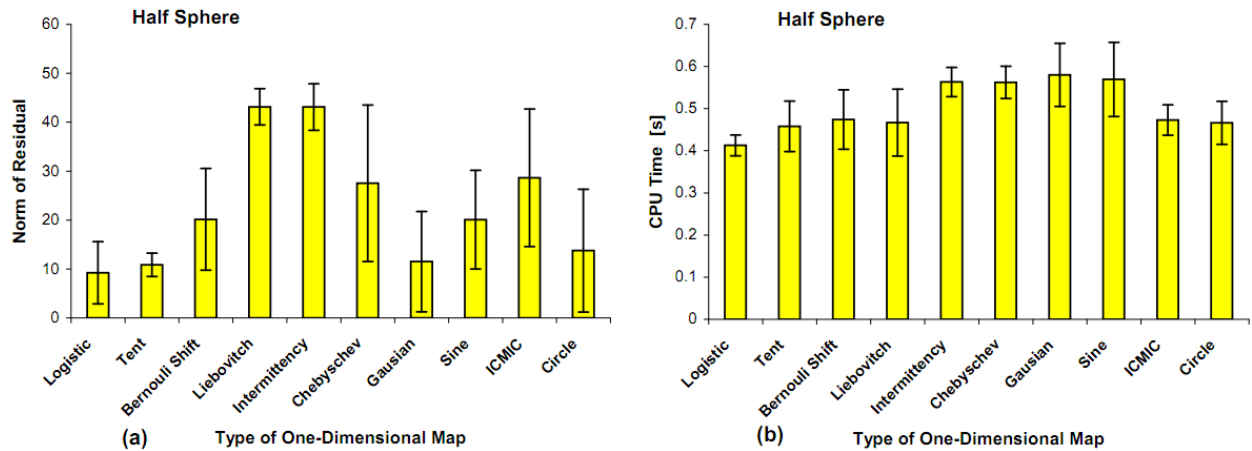 Half Sphere
Norm of Residual
60
50
40
30
20
10
0
Logistic
Tent
Bernouli Shift
Liebovitch
Intermittency
Chebyschev
Gausian
Sine
ICMIC
Circle
(a)
Type of One-Dimensional Map
Half Sphere
CPU Time [s]
0.7
0.6
0.5
0.4
0.3
0.2
0.1
0
Logistic
Tent
Bernouli Shift
Liebovitch
Intermittency
Chebyschev
Gausian
Sine
ICMIC
Circle
(b)
Type of One-Dimensional Map